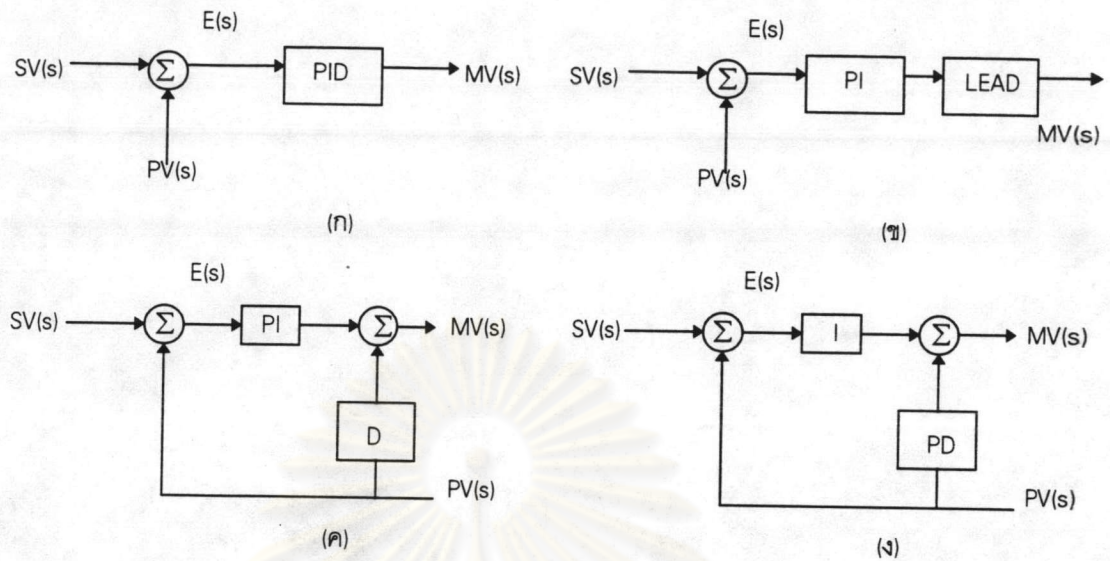 E(s)
SV(s)
Σ
PID
MV(s)
PV(s)
(ก)
E(s)
SV(s)
Σ
PI
LEAD
MV(s)
PV(s)
(ข)
E(s)
SV(s)
Σ
PI
Σ
MV(s)
D
PV(s)
(ค)
E(s)
SV(s)
Σ
I
Σ
MV(s)
PD
PV(s)
(ง)